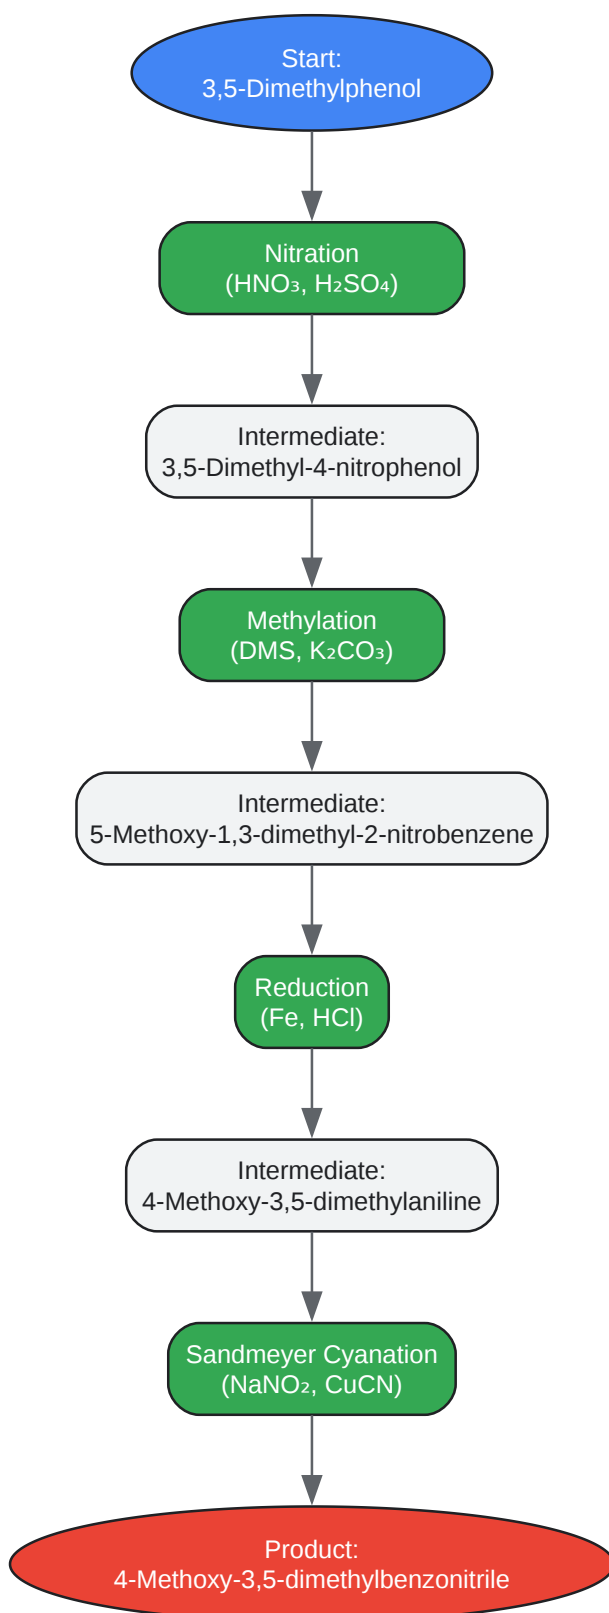 Start:
3,5-Dimethylphenol
Nitration
(HNO₃, H₂SO₄)
Intermediate:
3,5-Dimethyl-4-nitrophenol
Methylation
(DMS, K₂CO₃)
Intermediate:
5-Methoxy-1,3-dimethyl-2-nitrobenzene
Reduction
(Fe, HCl)
Intermediate:
4-Methoxy-3,5-dimethylaniline
Sandmeyer Cyanation
(NaNO₂, CuCN)
Product:
4-Methoxy-3,5-dimethylbenzonitrile